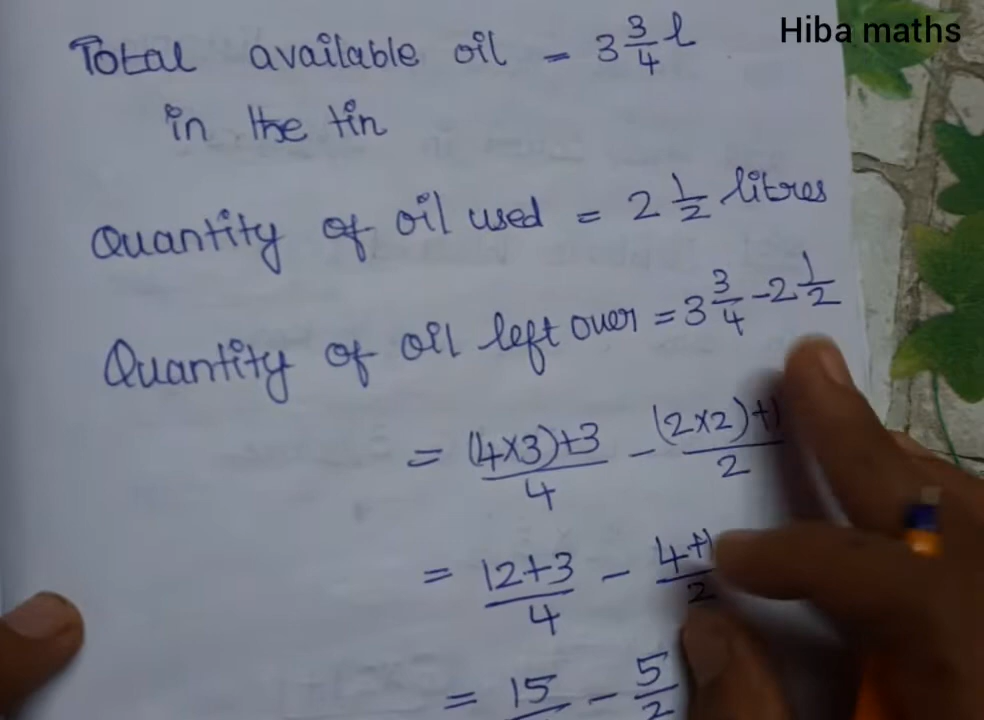 Hiba maths
Total available oil = 3 3/4 l
in the tin
Quantity of oil used = 2 1/2 litres
Quantity of oil left over = 3 3/4 - 2 1/2
= (4×3)+3/4 - (2×2)+1/2
= 12+3/4 - 4+1/2
= 15 - 5/2